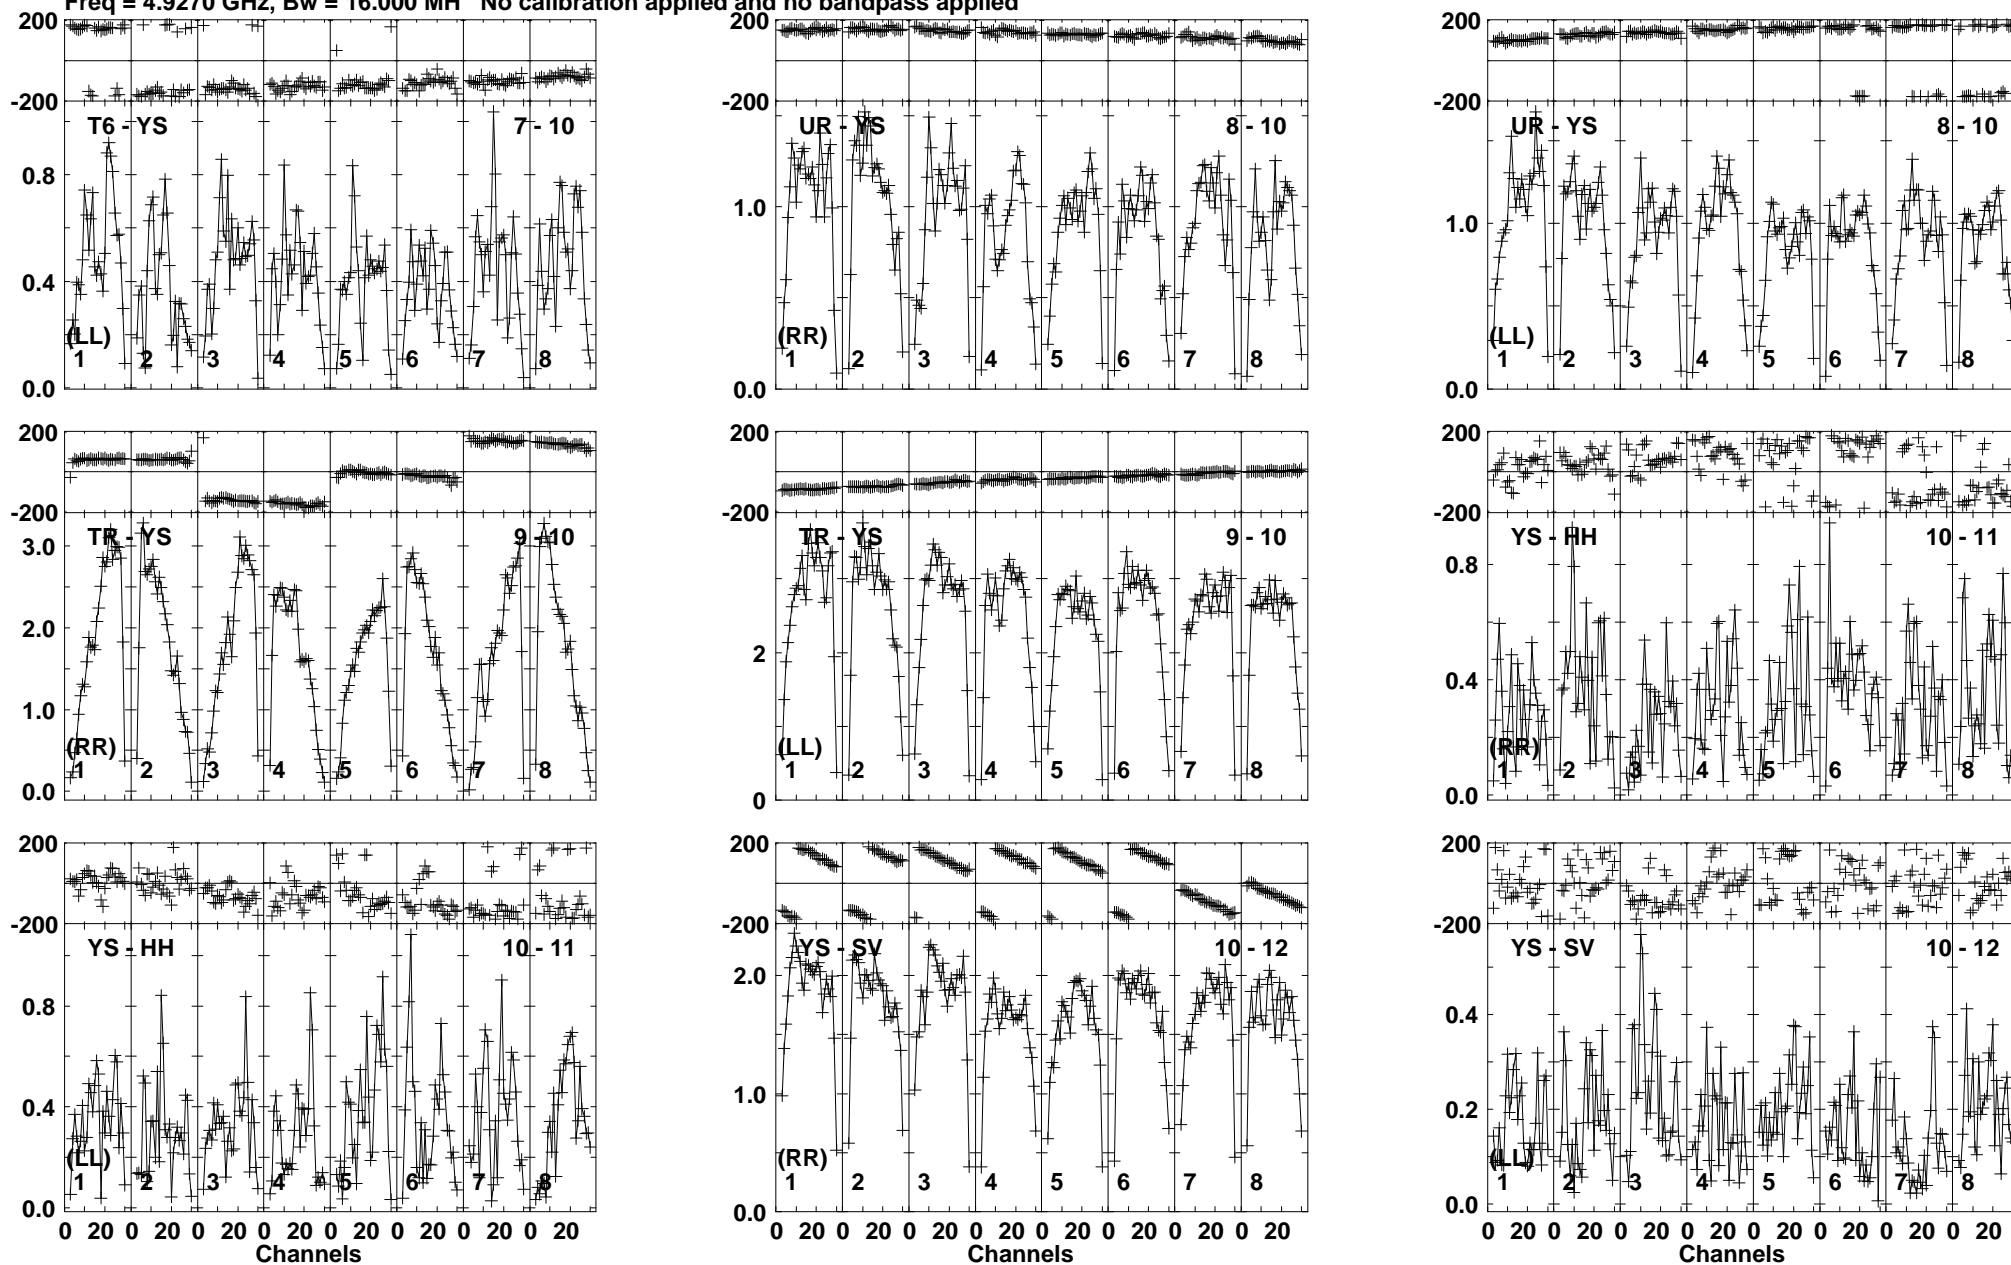 Freq = 4.9270 GHz, Bw = 16.000 MH   No calibration applied and no bandpass applied
200
-200
T6 - YS 7 - 10
0.8
0.4
0.0
(LL)
1 2 3 4 5 6 7 8
200
-200
UR - YS 8 - 10
1.0
0.0
(RR)
1 2 3 4 5 6 7 8
200
-200
UR - YS 8 - 10
1.0
0.0
(LL)
1 2 3 4 5 6 7 8
200
-200
TR - YS 9 - 10
3.0
2.0
1.0
0.0
(RR)
1 2 3 4 5 6 7 8
200
-200
TR - YS 9 - 10
2
0
(LL)
1 2 3 4 5 6 7 8
200
-200
YS - HH 10 - 11
0.8
0.4
0.0
(RR)
1 2 3 4 5 6 7 8
200
-200
YS - HH 10 - 11
0.8
0.4
0.0
(LL)
1 2 3 4 5 6 7 8
0 20 0 20 0 20 0 20 0 20 0 20 0 20 0 20
Channels
200
-200
YS - SV 10 - 12
2.0
1.0
0.0
(RR)
1 2 3 4 5 6 7 8
0 20 0 20 0 20 0 20 0 20 0 20 0 20 0 20
Channels
200
-200
YS - SV 10 - 12
0.4
0.2
0.0
(LL)
1 2 3 4 5 6 7 8
0 20 0 20 0 20 0 20 0 20 0 20 0 20 0 20
Channels